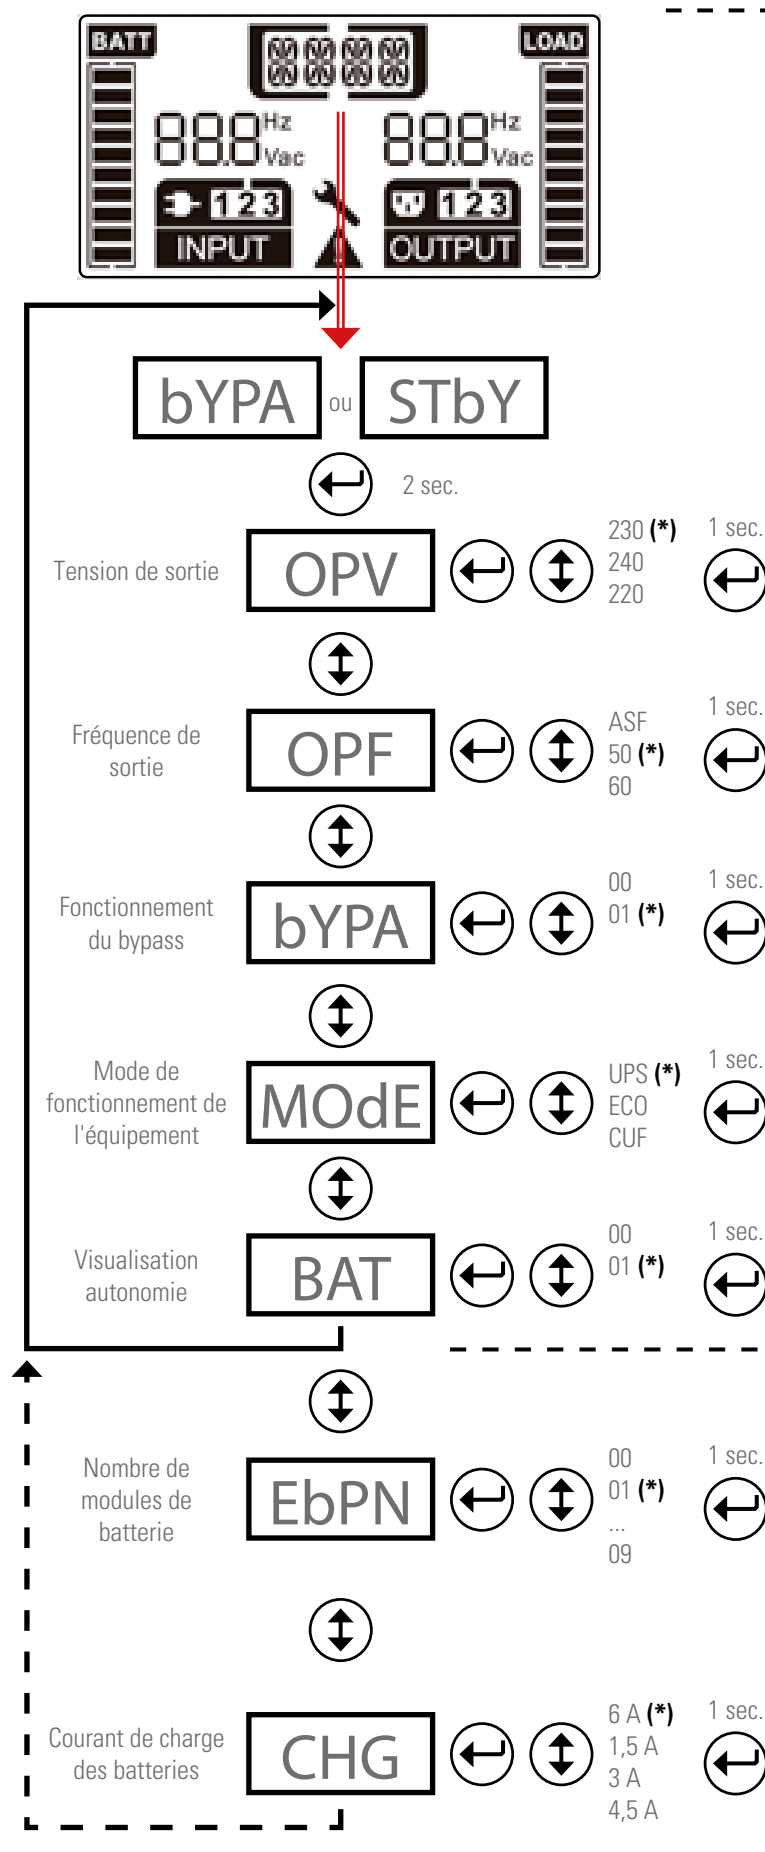 BATT
LOAD
88.8 Hz Vac
88.8 Hz Vac
123
123
INPUT
OUTPUT
bYPA ou STbY
2 sec.
Tension de sortie
OPV
230 (*)
240
220
1 sec.
Fréquence de
sortie
OPF
ASF
50 (*)
60
1 sec.
Fonctionnement
du bypass
bYPA
00
01 (*)
1 sec.
Mode de
fonctionnement de
l'équipement
MOdE
UPS (*)
ECO
CUF
1 sec.
Visualisation
autonomie
BAT
00
01 (*)
1 sec.
Nombre de
modules de
batterie
EbPN
00
01 (*)
...
09
1 sec.
Courant de charge
des batteries
CHG
6 A (*)
1,5 A
3 A
4,5 A
1 sec.